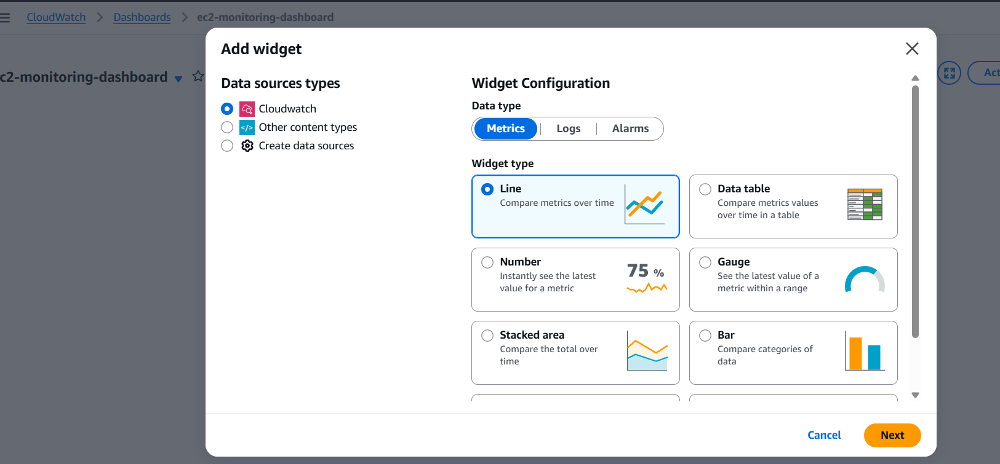 CloudWatch > Dashboards > ec2-monitoring-dashboard
c2-monitoring-dashboard
Act
Add widget
Data sources types
Cloudwatch
Other content types
Create data sources
Widget Configuration
Data type
Metrics
Logs
Alarms
Widget type
Line
Compare metrics over time
Data table
Compare metrics values
over time in a table
Number
Instantly see the latest
value for a metric
75 %
Gauge
See the latest value of a
metric within a range
Stacked area
Compare the total over
time
Bar
Compare categories of
data
Cancel
Next